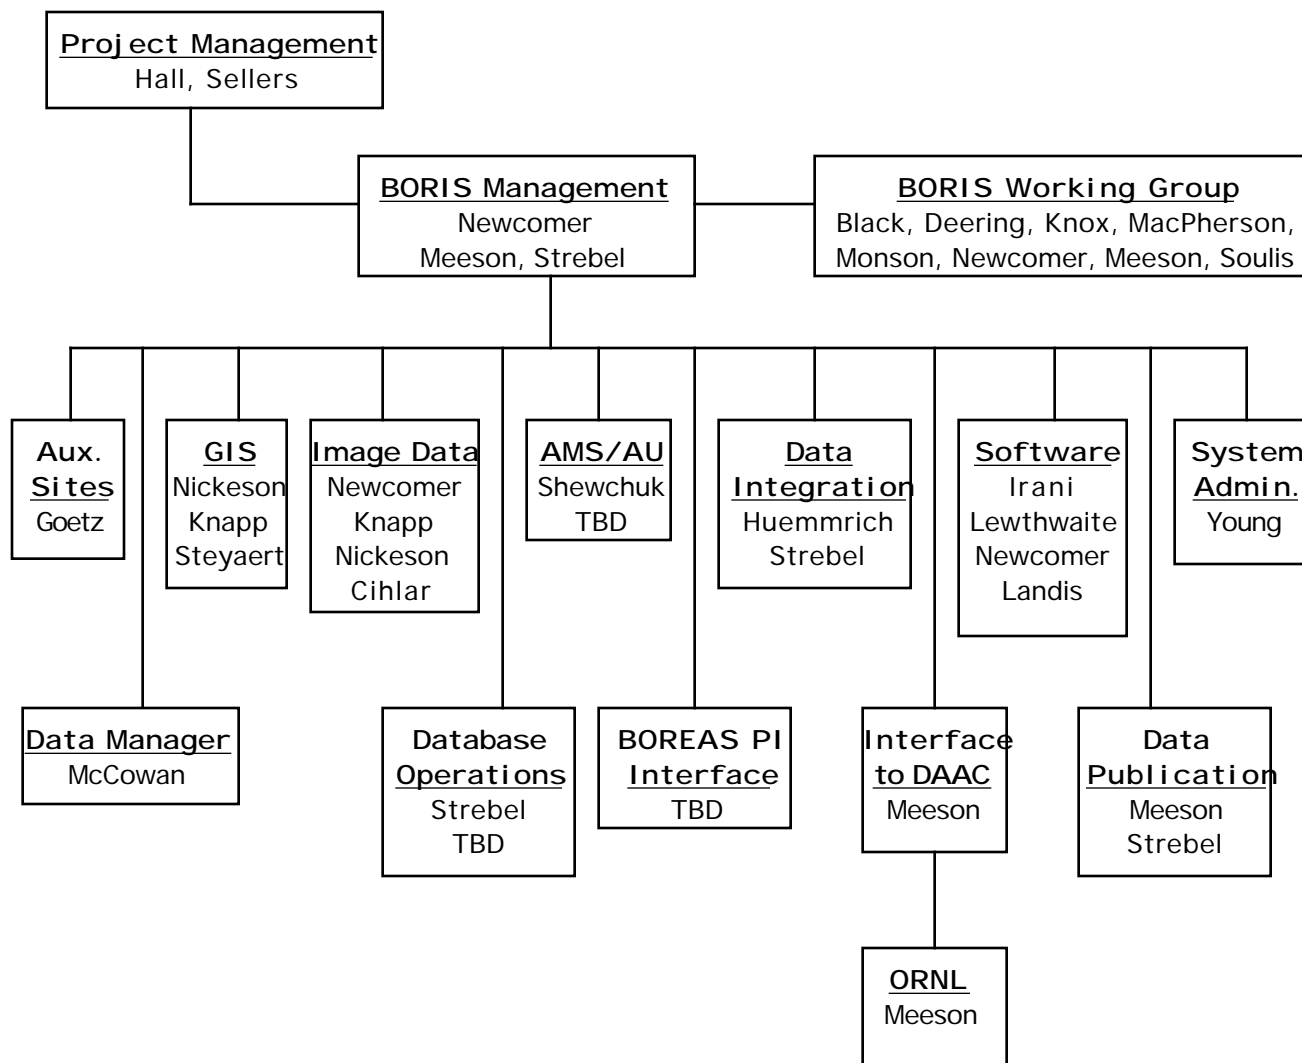 Project Management
Hall, Sellers
BORIS Management
Newcomer
Meeson, Strebel
BORIS Working Group
Black, Deering, Knox, MacPherson,
Monson, Newcomer, Meeson, Soulis
Aux.
Sites
Goetz
GIS
Nickeson
Knapp
Steyaert
Image Data
Newcomer
Knapp
Nickeson
Cihlar
AMS/AU
Shewchuk
TBD
Data
Integration
Huemmrich
Strebel
Software
Irani
Lewthwaite
Newcomer
Landis
System
Admin.
Young
Data Manager
McCowan
Database
Operations
Strebel
TBD
BOREAS PI
Interface
TBD
Interface
to DAAC
Meeson
Data
Publication
Meeson
Strebel
ORNL
Meeson